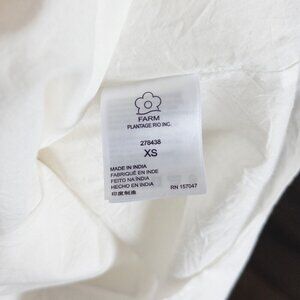 FARM
PLANTAGE RIO INC.
278438
XS
MADE IN INDIA
FABRIQUÉ EN INDE
FEITO NA ÍNDIA
HECHO EN INDIA
印度制造
RN 157047